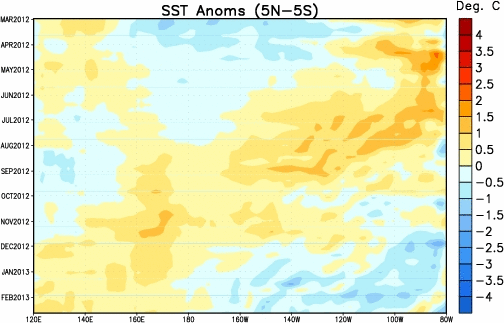 SST Anoms (5N-5S)
Deg. C
MAR2012
APR2012
MAY2012
JUN2012
JUL2012
AUG2012
SEP2012
OCT2012
NOV2012
DEC2012
JAN2013
FEB2013
120E 140E 160E 180 160W 140W 120W 100W 80W
4
3.5
3
2.5
2
1.5
1
0.5
0
-0.5
-1
-1.5
-2
-2.5
-3
-3.5
-4